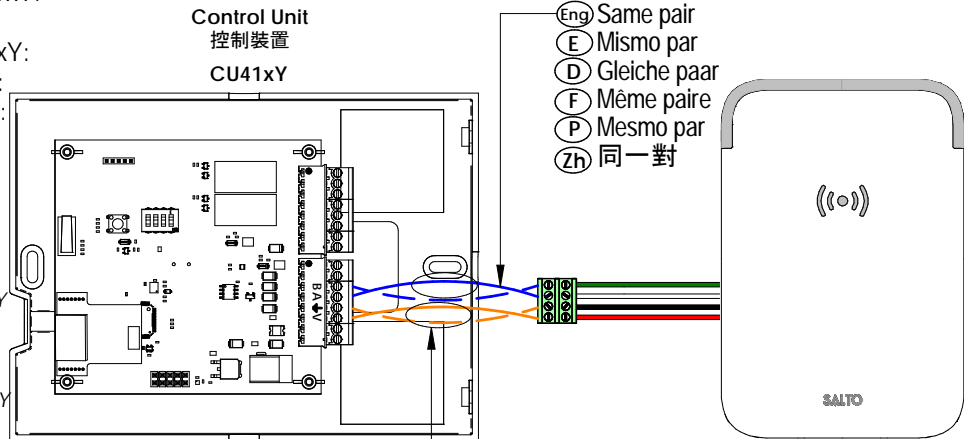 Control Unit
控制裝置
CU41xY
xY:
:
:
Y
Y
Eng Same pair
E Mismo par
D Gleiche paar
F Même paire
P Mesmo par
Zh 同一對
B A V
SALTO